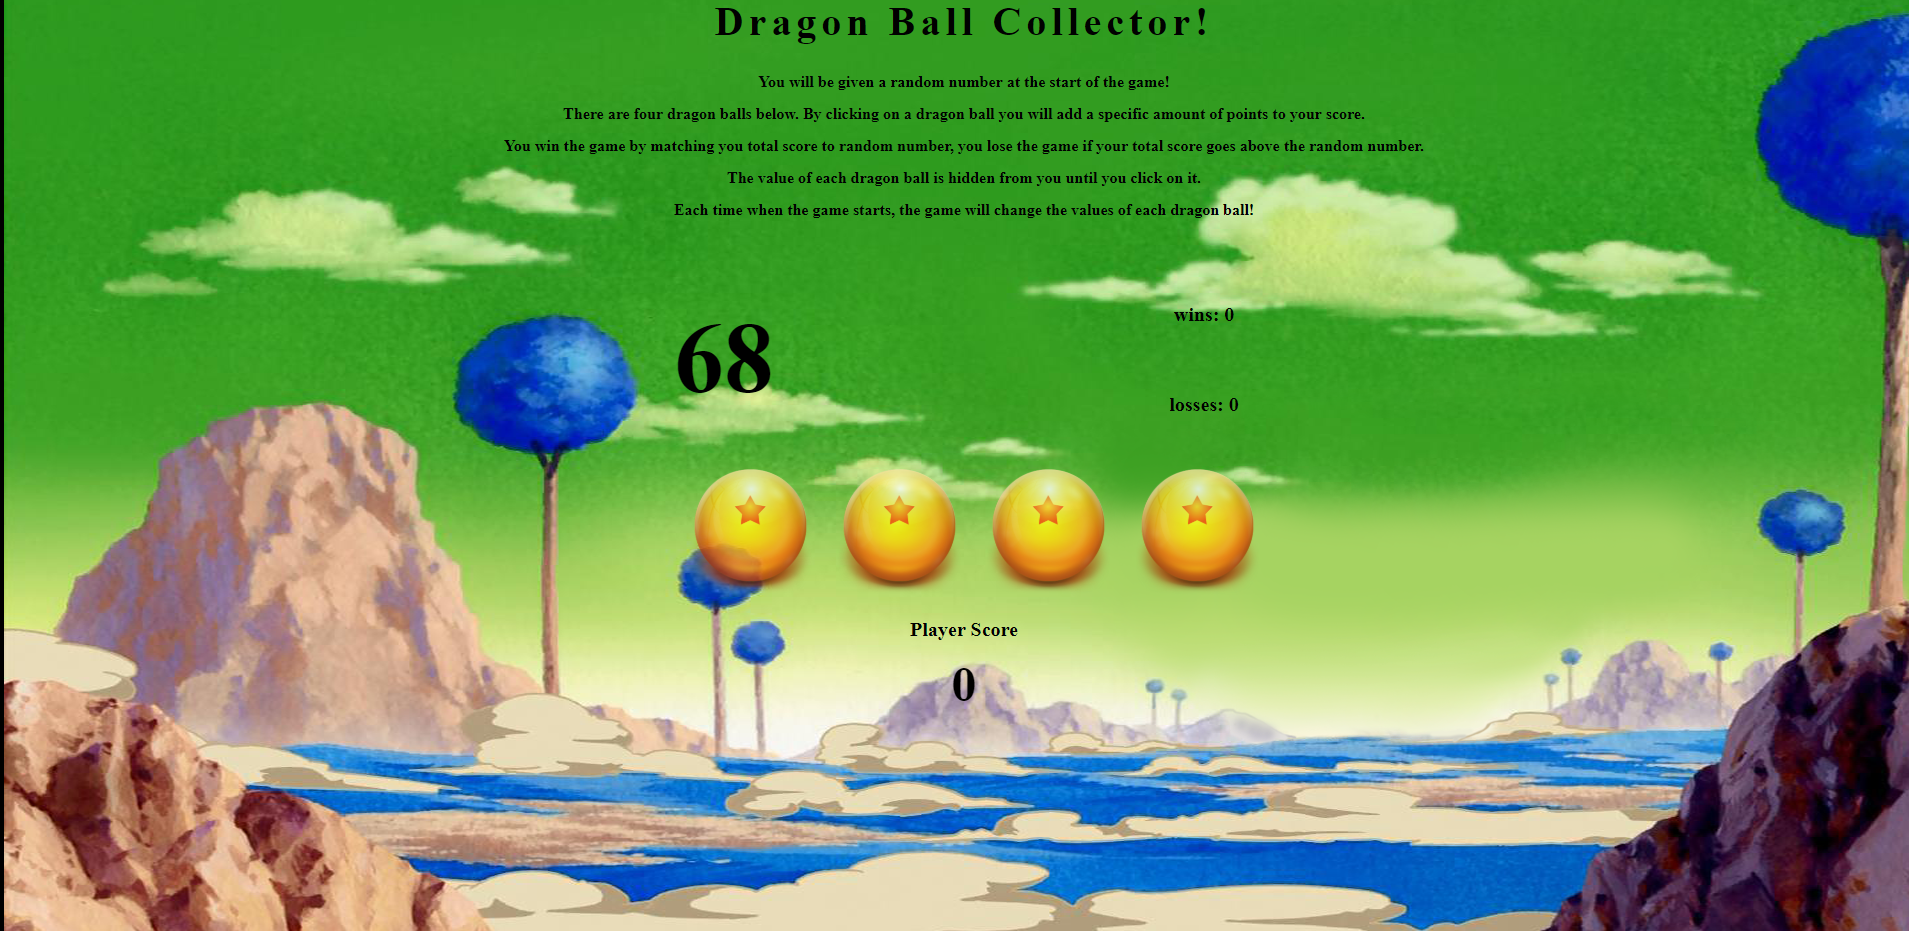 Dragon Ball Collector!
You will be given a random number at the start of the game!
There are four dragon balls below. By clicking on a dragon ball you will add a specific amount of points to your score.
You win the game by matching you total score to random number, you lose the game if your total score goes above the random number.
The value of each dragon ball is hidden from you until you click on it.
Each time when the game starts, the game will change the values of each dragon ball!
68
wins: 0
losses: 0
Player Score
0